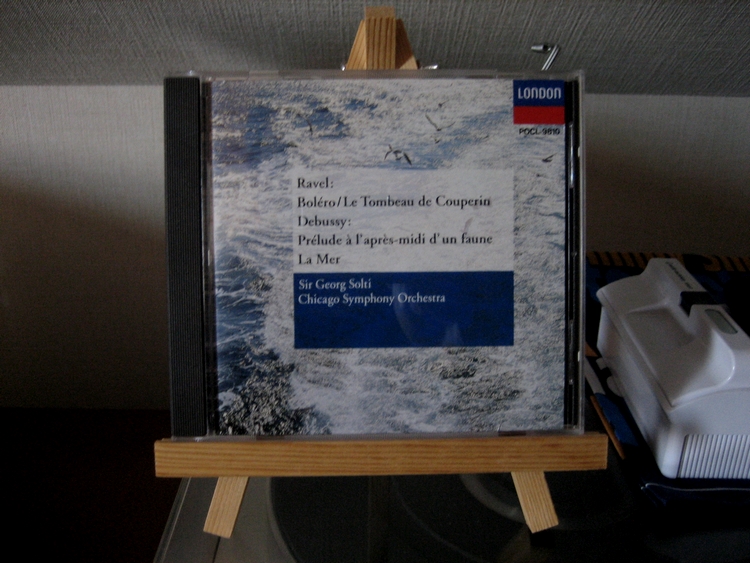 LONDON
POCL-9810
Ravel:
Boléro/Le Tombeau de Couperin
Debussy:
Prélude à l'après-midi d'un faune
La Mer
Sir Georg Solti
Chicago Symphony Orchestra